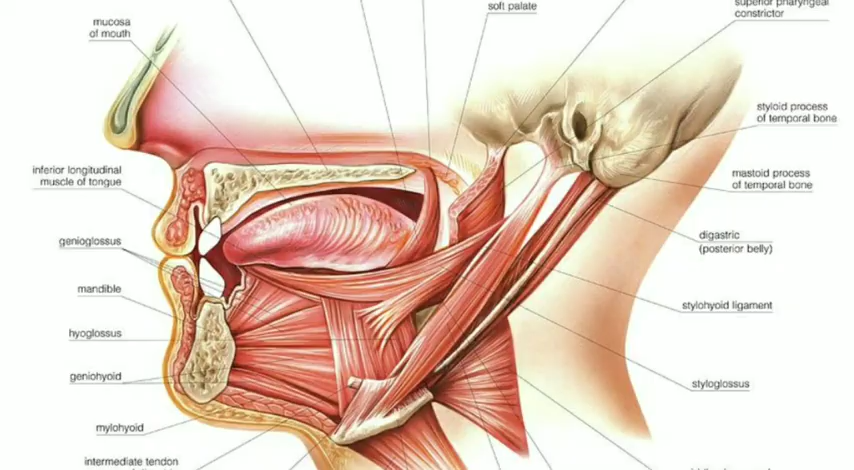 soft palate
superior pharyngeal
constrictor
mucosa
of mouth
styloid process
of temporal bone
inferior longitudinal
muscle of tongue
mastoid process
of temporal bone
genioglossus
digastric
(posterior belly)
mandible
stylohyoid ligament
hyoglossus
geniohyoid
styloglossus
mylohyoid
intermediate tendon